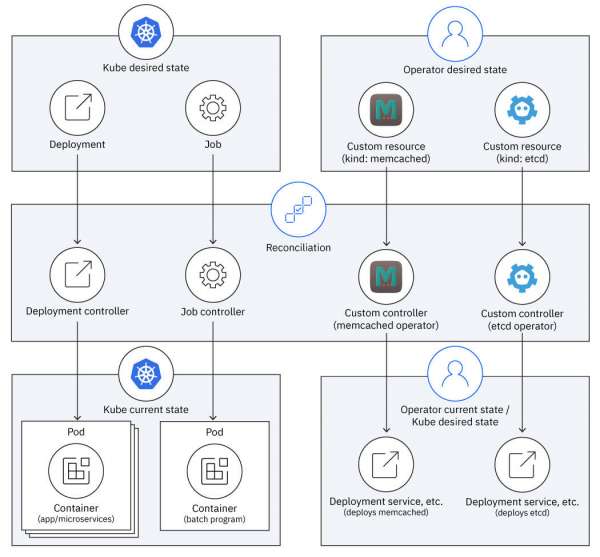 Kube desired state
Operator desired state
Deployment
Job
Custom resource
(kind: memcached)
Custom resource
(kind: etcd)
Reconciliation
Deployment controller
Job controller
Custom controller
(memcached operator)
Custom controller
(etcd operator)
Kube current state
Operator current state /
Kube desired state
Pod
Container
(app/microservices)
Pod
Container
(batch program)
Deployment service, etc.
(deploys memcached)
Deployment service, etc.
(deploys etcd)